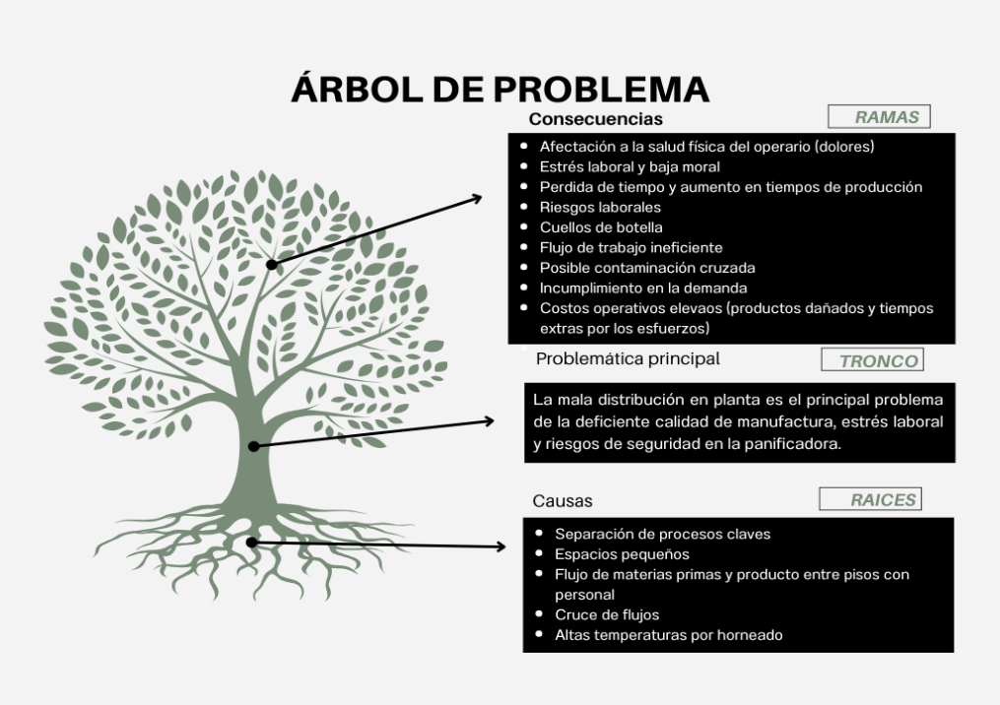 ÁRBOL DE PROBLEMA
Consecuencias
RAMAS
Afectación a la salud física del operario (dolores)
Estrés laboral y baja moral
Perdida de tiempo y aumento en tiempos de producción
Riesgos laborales
Cuellos de botella
Flujo de trabajo ineficiente
Posible contaminación cruzada
Incumplimiento en la demanda
Costos operativos elevaos (productos dañados y tiempos
extras por los esfuerzos)
Problemática principal
TRONCO
La mala distribución en planta es el principal problema
de la deficiente calidad de manufactura, estrés laboral
y riesgos de seguridad en la panificadora.
Causas
RAICES
Separación de procesos claves
Espacios pequeños
Flujo de materias primas y producto entre pisos con
personal
Cruce de flujos
Altas temperaturas por horneado